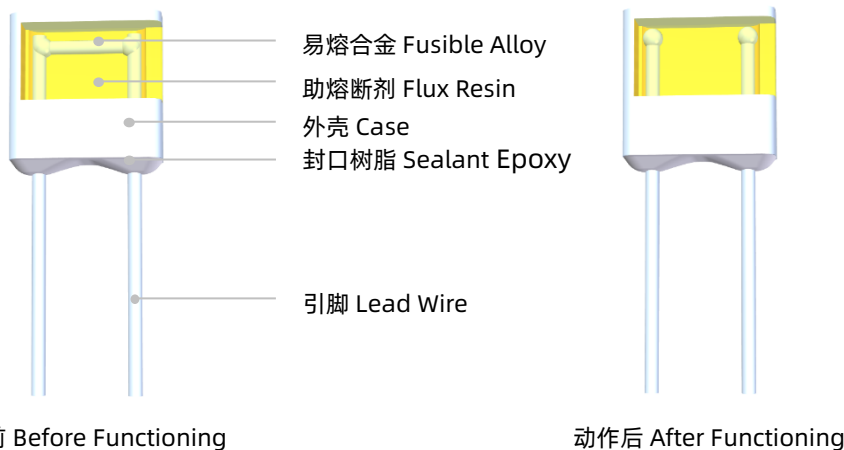 易熔合金 Fusible Alloy
助熔断剂 Flux Resin
外壳 Case
封口树脂 Sealant Epoxy
引脚 Lead Wire
前 Before Functioning
动作后 After Functioning